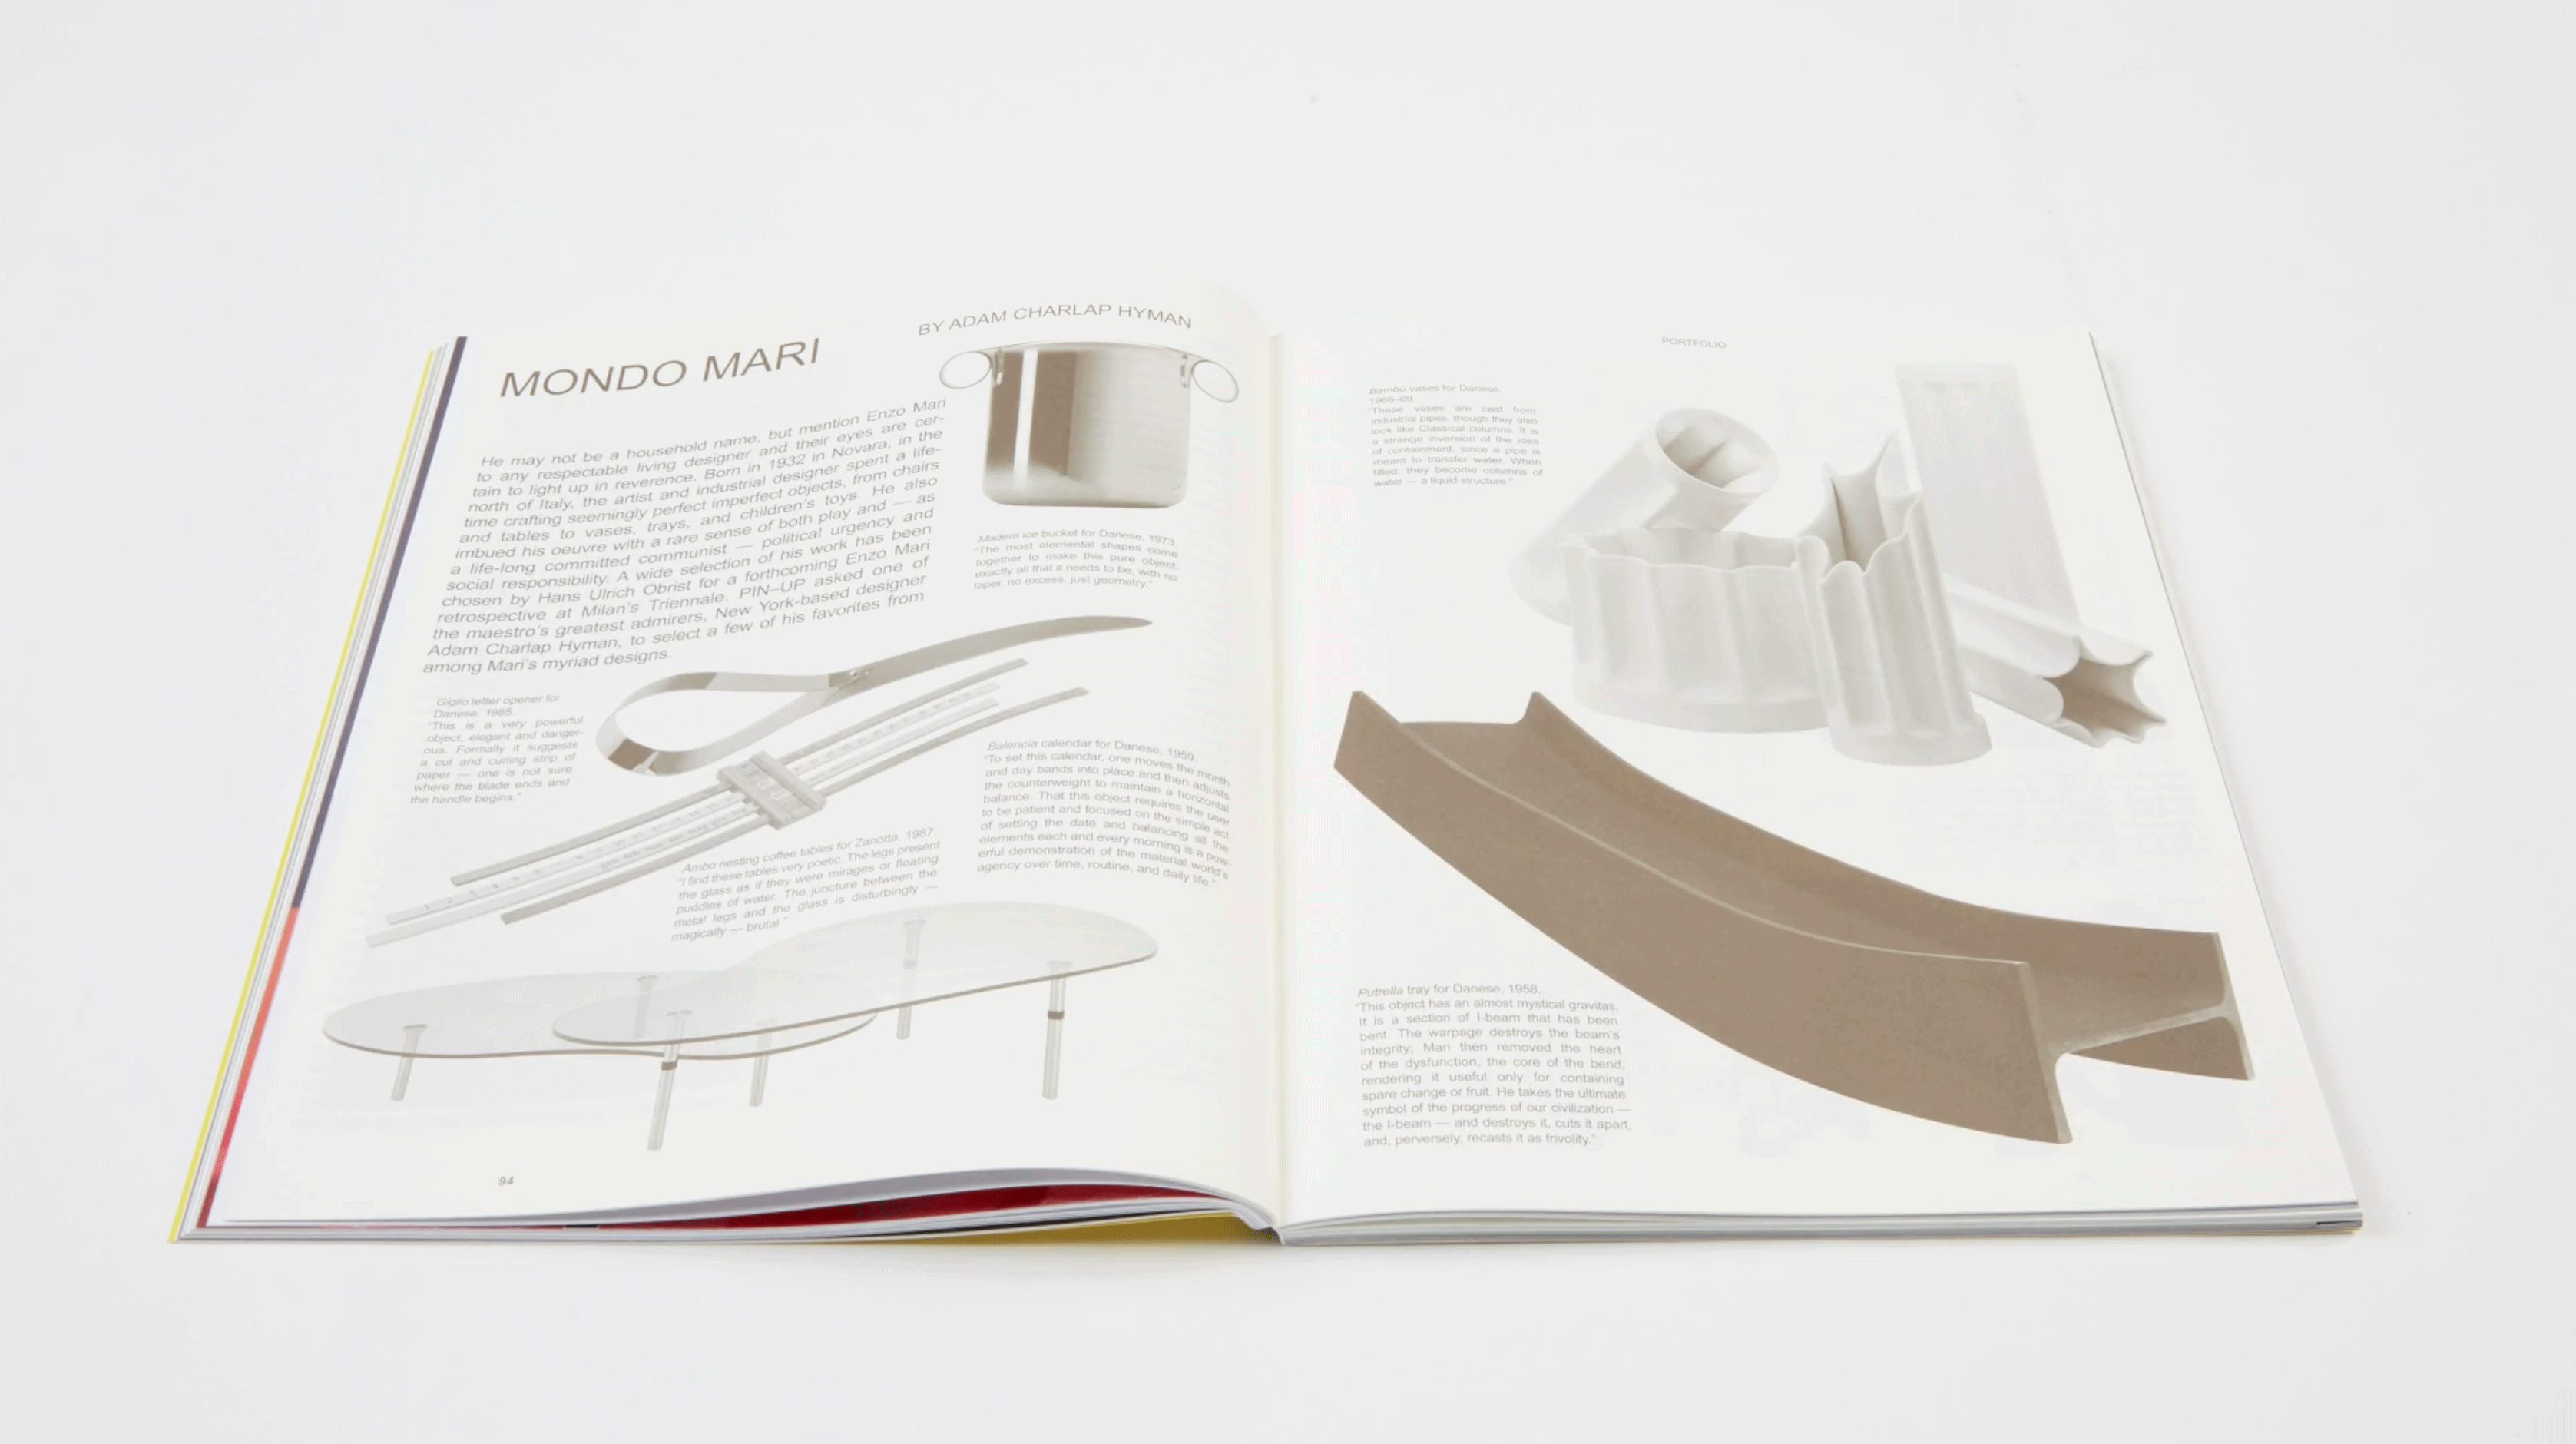 MONDO MARI
BY ADAM CHARLAP HYMAN
He may not be a household name, but mention Enzo Mari
to any respectable living designer and their eyes are cer-
tain to light up in reverence. Born in 1932 in Novara, in the
north of Italy, the artist and industrial designer spent a life-
time crafting seemingly perfect imperfect objects, from chairs
and tables to vases, trays, and children's toys. He also
imbued his oeuvre with a rare sense of both play and — as
a life-long committed communist — political urgency and
social responsibility. A wide selection of his work has been
chosen by Hans Ulrich Obrist for a forthcoming Enzo Mari
retrospective at Milan's Triennale. PIN–UP asked one of
the maestro's greatest admirers, New York-based designer
Adam Charlap Hyman, to select a few of his favorites from
among Mari's myriad designs.
Madera ice bucket for Danese, 1973.
"The most elemental shapes come
together to make this pure object;
exactly all that it needs to be, with no
taper, no excess, just geometry."
Giglio letter opener for
Danese, 1985.
"This is a very powerful
object, elegant and danger-
ous. Formally it suggests
a cut and curling strip of
paper — one is not sure
where the blade ends and
the handle begins."
Balencia calendar for Danese, 1959.
"To set this calendar, one moves the month
and day bands into place and then adjusts
the counterweight to maintain a horizontal
balance. That this object requires the user
to be patient and focused on the simple act
of setting the date and balancing all the
elements each and every morning is a pow-
erful demonstration of the material world's
agency over time, routine, and daily life."
Ambo nesting coffee tables for Zanotta, 1987.
"I find these tables very poetic. The legs present
the glass as if they were mirages or floating
puddles of water. The juncture between the
metal legs and the glass is disturbingly —
magically — brutal."
94
PORTFOLIO
Bambù vases for Danese,
1968–69.
"These vases are cast from
industrial pipes, though they also
look like Classical columns. It is
a strange inversion of the idea
of containment, since a pipe is
meant to transfer water. When
filled, they become columns of
water — a liquid structure."
Putrella tray for Danese, 1958.
"This object has an almost mystical gravitas.
It is a section of I-beam that has been
bent. The warpage destroys the beam's
integrity; Mari then removed the heart
of the dysfunction, the core of the bend,
rendering it useful only for containing
spare change or fruit. He takes the ultimate
symbol of the progress of our civilization —
the I-beam — and destroys it, cuts it apart,
and, perversely, recasts it as frivolity."